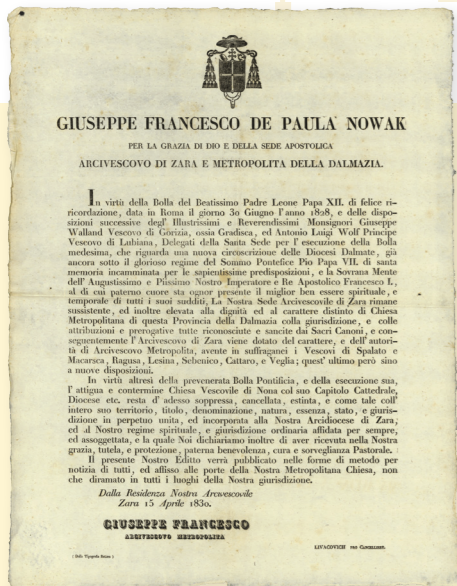 GIUSEPPE FRANCESCO DE PAULA NOWAK
PER LA GRAZIA DI DIO E DELLA SEDE APOSTOLICA
ARCIVESCOVO DI ZARA E METROPOLITA DELLA DALMAZIA.
In virtù della Bolla del Beatissimo Padre Leone Papa XII. di felice ri-
ricordazione, data in Roma il giorno 30 Giugno l'anno 1828, e delle dispo-
sizioni successive degl' Illustrissimi e Reverendissimi Monsignori Giuseppe
Walland Vescovo di Gorizia, ossia Gradisca, ed Antonio Luigi Wolf Principe
Vescovo di Lubiana, Delegati della Santa Sede per l'esecuzione della Bolla
medesima, che riguarda una nuova circoscrizione delle Diocesi Dalmate, già
ancora sotto il glorioso regime del Sommo Pontefice Pio Papa VII. di santa
memoria incamminata per le sapientissime predisposizioni, e la Sovrana Mente
dell'Augustissimo e Piissimo Nostro Imperatore e Re Apostolico Francesco I.,
al di cui paterno cuore sta ognor presente il miglior ben essere spirituale, e
temporale di tutti i suoi sudditi, La Nostra Sede Arcivescovile di Zara rimane
sussistente, ed inoltre elevata alla dignità ed al carattere distinto di Chiesa
Metropolitana di questa Provincia della Dalmazia colla giurisdizione, e colle
attribuzioni e prerogative tutte riconosciute e sancite dai Sacri Canoni, e con-
seguentemente l'Arcivescovo di Zara viene dotato del carattere, e dell'autori-
tà di Arcivescovo Metropolita, avente in suffraganei i Vescovi di Spalato e
Macarsca, Ragusa, Lesina, Sebenico, Cattaro, e Veglia; quest' ultimo però sino
a nuove disposizioni.
In virtù altresì della prevenerata Bolla Pontificia, e della esecuzione sua,
l'attigua e contermine Chiesa Vescovile di Nona col suo Capitolo Cattedrale,
Diocese etc. resta d'adesso soppressa, cancellata, estinta, e come tale coll'
intero suo territorio, titolo, denominazione, natura, essenza, stato, e giuris-
dizione in perpetuo unita, ed incorporata alla Nostra Arcidiocese di Zara,
ed al Nostro regime spirituale, e giurisdizione ordinaria affidata per sempre,
ed assoggettata, e la quale Noi dichiariamo inoltre di aver ricevuta nella Nostra
grazia, tutela, e protezione, paterna benevolenza, cura e sorveglianza Pastorale.
Il presente Nostro Editto verrà pubblicato nelle forme di metodo per
notizia di tutti, ed affisso alle porte della Nostra Metropolitana Chiesa, non
che diramato in tutti i luoghi della Nostra giurisdizione.
Dalla Residenza Nostra Arcivescovile
Zara 15 Aprile 1830.
GIUSEPPE FRANCESCO
ARCIVESCOVO METROPOLITA
LIVACOVICH PRO CANCELLIERE.
( Dalla Tipografia )